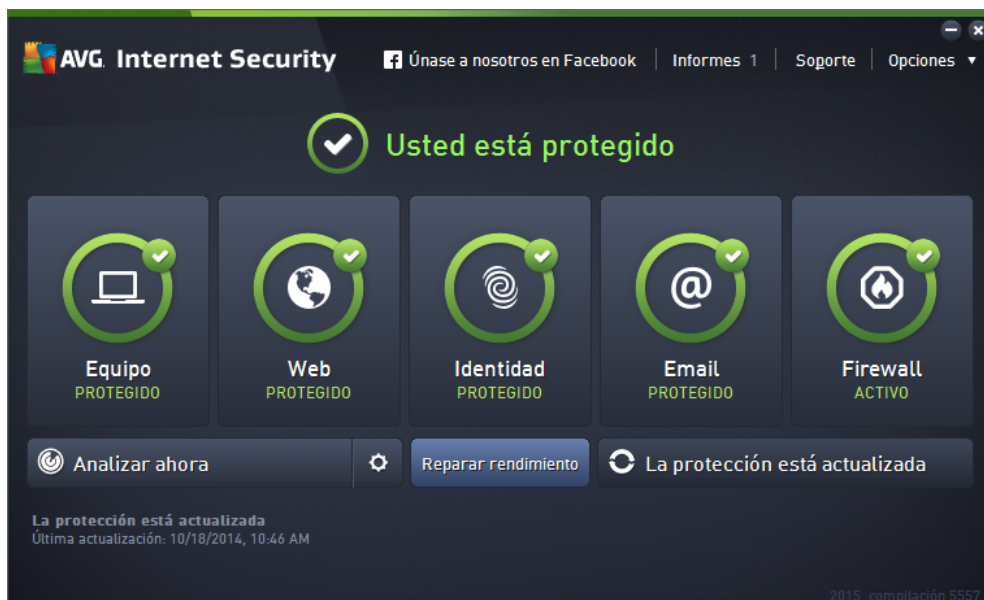 AVG. Internet Security
Únase a nosotros en Facebook
Informes 1
Soporte
Opciones
Usted está protegido
Equipo
PROTEGIDO
Web
PROTEGIDO
Identidad
PROTEGIDO
@
Email
PROTEGIDO
Firewall
ACTIVO
Analizar ahora
Reparar rendimiento
La protección está actualizada
La protección está actualizada
Última actualización: 10/18/2014, 10:46 AM
2015 compilación 5557